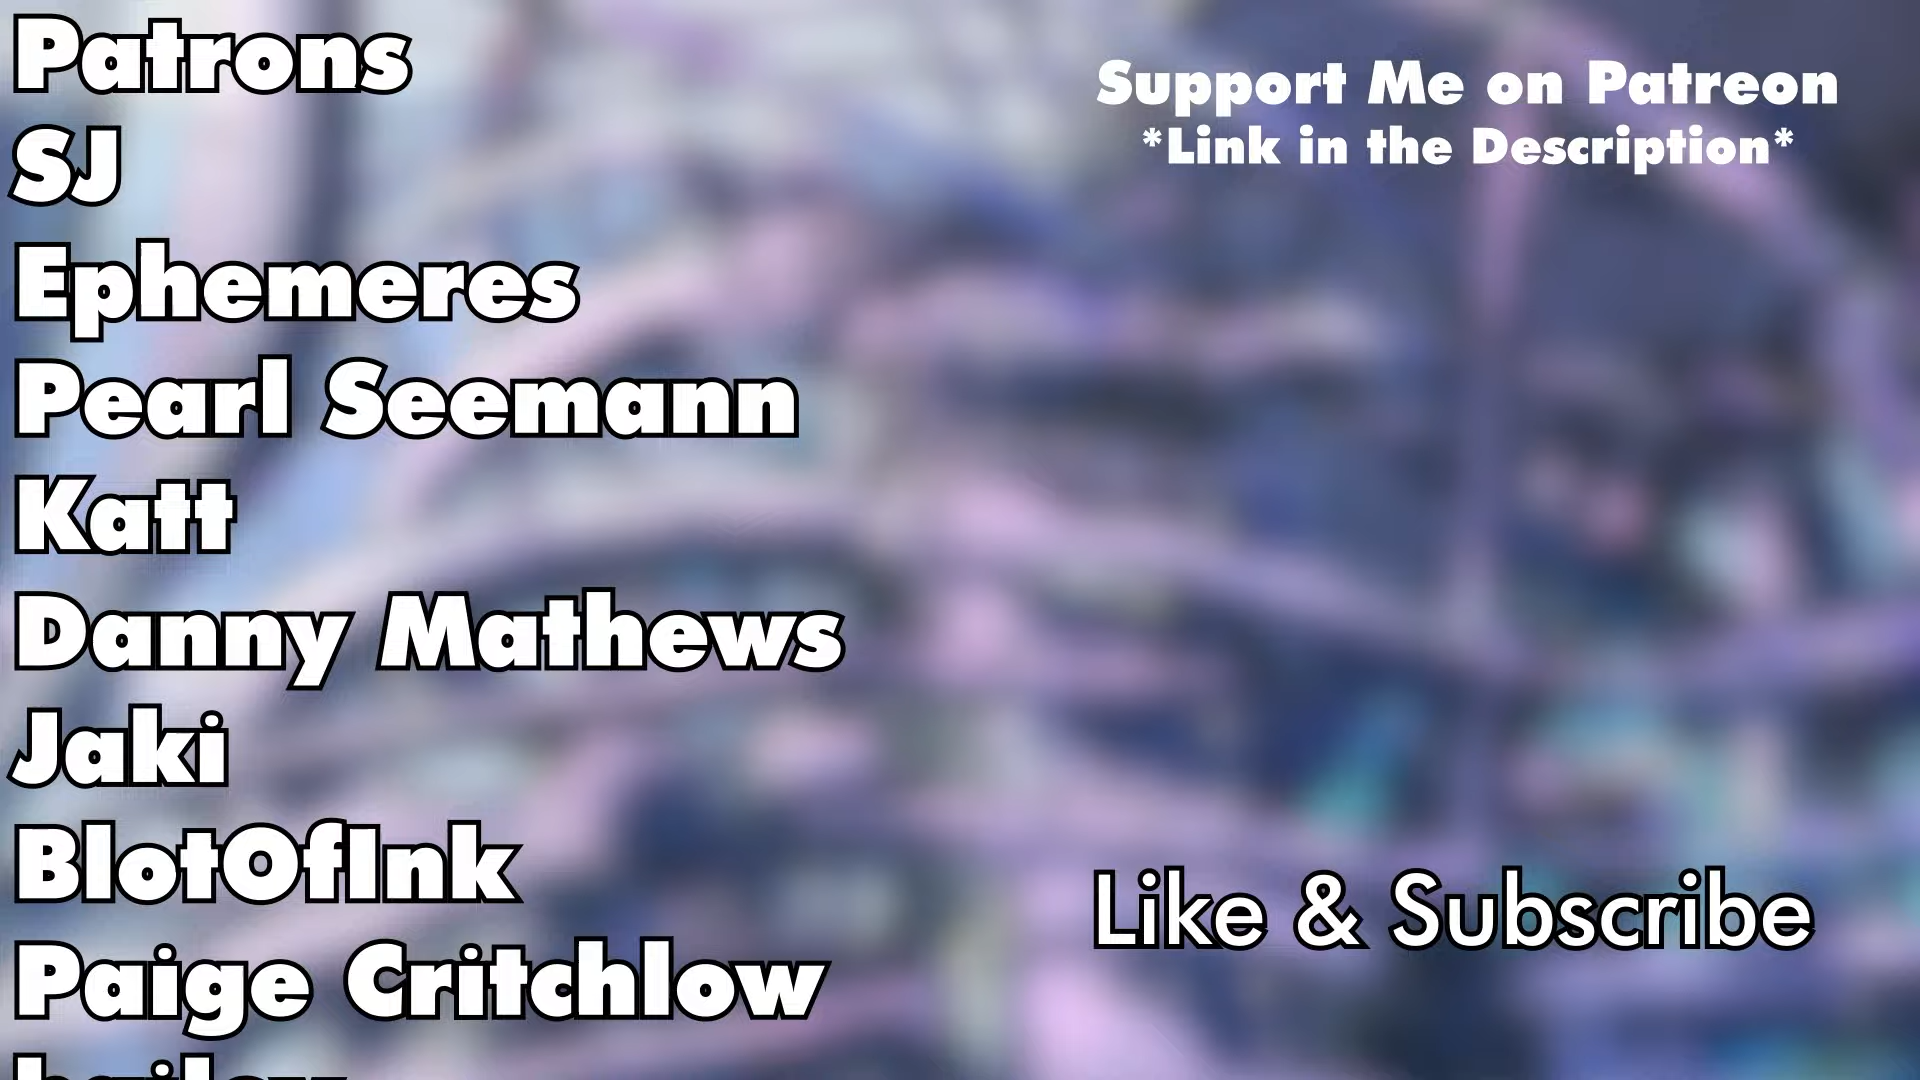 Patrons
SJ
Ephemeres
Pearl Seemann
Katt
Danny Mathews
Jaki
BlotOfInk
Paige Critchlow
Support Me on Patreon
*Link in the Description*
Like & Subscribe